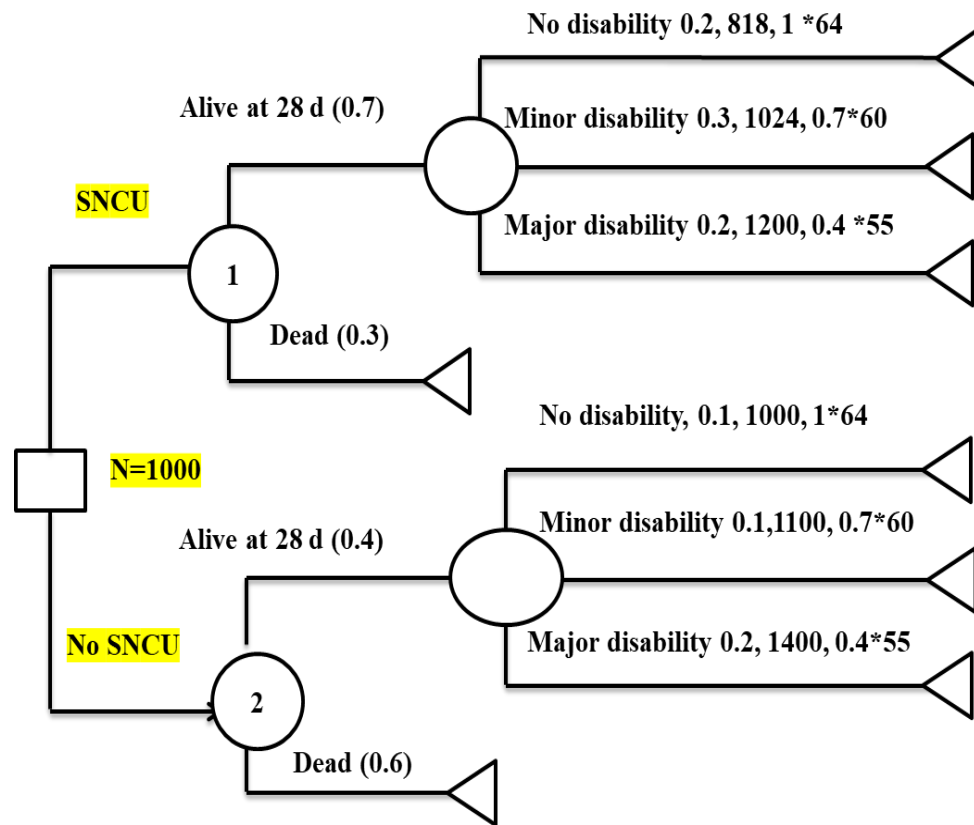 No disability 0.2, 818, 1 *64
Alive at 28 d (0.7)
Minor disability 0.3, 1024, 0.7*60
SNCU
Major disability 0.2, 1200, 0.4 *55
1
Dead (0.3)
No disability, 0.1, 1000, 1*64
N=1000
Alive at 28 d (0.4)
Minor disability 0.1,1100, 0.7*60
No SNCU
Major disability 0.2, 1400, 0.4*55
2
Dead (0.6)